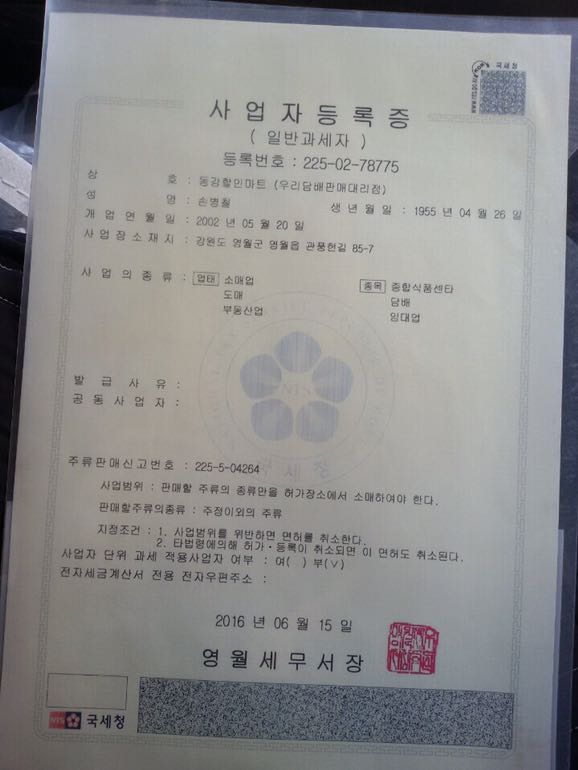 국세청
사업자등록증
( 일반과세자 )
등록번호 : 225-02-78775
상 호 : 동강할인마트 (우리담배판매대리점)
성 명 : 손병철 생 년 월 일 : 1955 년 04 월 26 일
개 업 연 월 일 : 2002 년 05 월 20 일
사 업 장 소 재 지 : 강원도 영월군 영월읍 관풍헌길 85-7
사 업 의 종 류 : 업태 소매업 종목 종합식품센타
도매 담배
부동산업 임대업
발 급 사 유 :
공 동 사 업 자 :
주류판매신고번호 : 225-5-04264
사업범위 : 판매할 주류의 종류만을 허가장소에서 소매하여야 한다.
판매할주류의종류 : 주정이외의 주류
지정조건 : 1. 사업범위를 위반하면 면허를 취소한다.
2. 타법령에의해 허가·등록이 취소되면 이 면허도 취소된다.
사업자 단위 과세 적용사업자 여부 : 여( ) 부(∨)
전자세금계산서 전용 전자우편주소 :
2016 년 06 월 15 일
영월세무서장
NTS 국세청